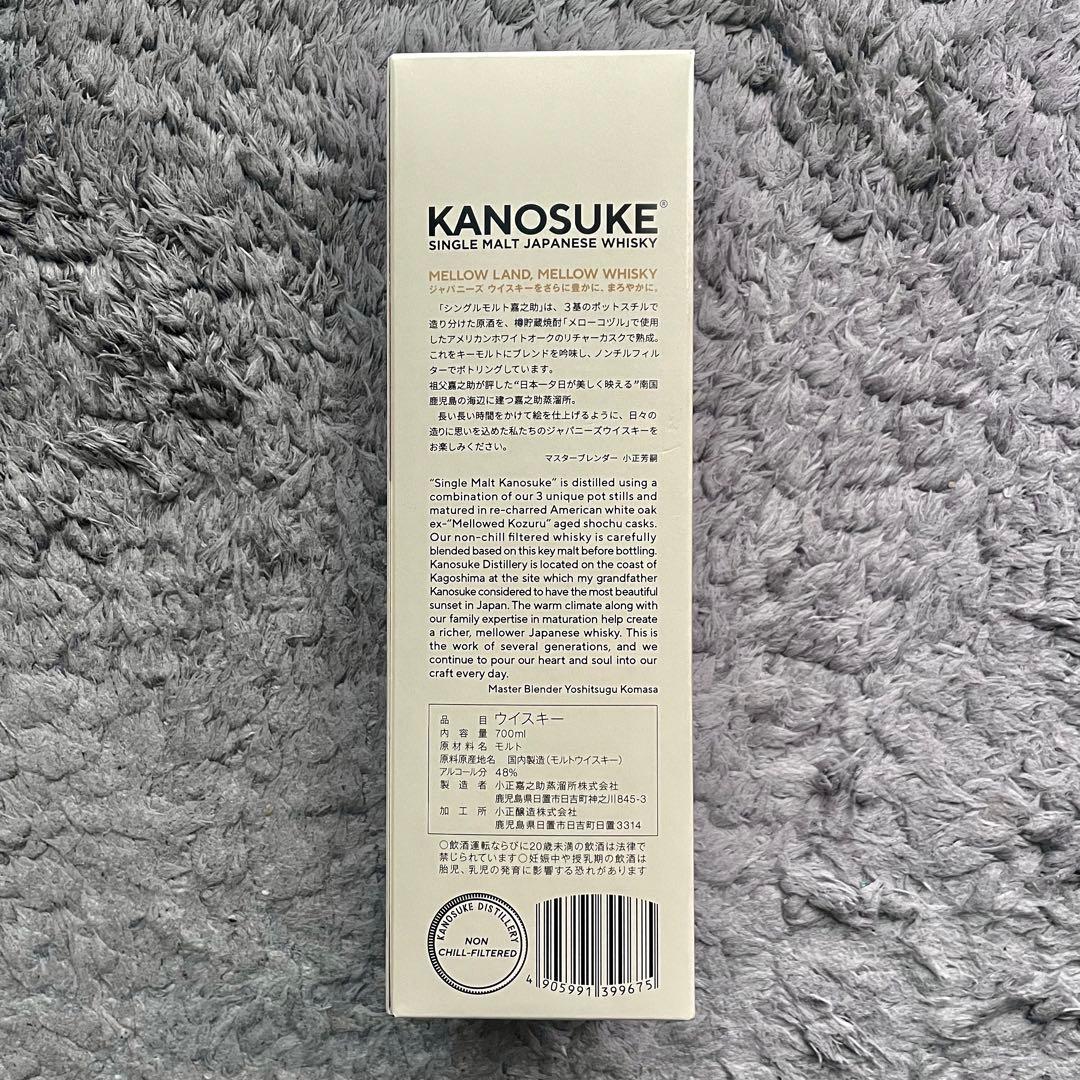 KANOSUKE®
SINGLE MALT JAPANESE WHISKY
MELLOW LAND, MELLOW WHISKY
ジャパニーズ ウイスキーをさらに豊かに、まろやかに。
「シングルモルト嘉之助」は、3基のポットスチルで
造り分けた原酒を、樽貯蔵焼酎「メローコヅル」で使用
したアメリカンホワイトオークのリチャーカスクで熟成。
これをキーモルトにブレンドを吟味し、ノンチルフィル
ターでボトリングしています。
祖父嘉之助が評した“日本一夕日が美しく映える”南国
鹿児島の海辺に建つ嘉之助蒸溜所。
長い長い時間をかけて絵を仕上げるように、日々の
造りに思いを込めた私たちのジャパニーズウイスキーを
お楽しみください。
マスターブレンダー 小正芳嗣
“Single Malt Kanosuke” is distilled using a
combination of our 3 unique pot stills and
matured in re-charred American white oak
ex-“Mellowed Kozuru” aged shochu casks.
Our non-chill filtered whisky is carefully
blended based on this key malt before bottling.
Kanosuke Distillery is located on the coast of
Kagoshima at the site which my grandfather
Kanosuke considered to have the most beautiful
sunset in Japan. The warm climate along with
our family expertise in maturation help create
a richer, mellower Japanese whisky. This is
the work of several generations, and we
continue to pour our heart and soul into our
craft every day.
Master Blender Yoshitsugu Komasa
品目 ウイスキー
内容量 700ml
原材料名 モルト
原料原産地名 国内製造（モルトウイスキー）
アルコール分 48%
製造者 小正嘉之助蒸溜所株式会社
鹿児島県日置市日吉町神之川845-3
加工所 小正醸造株式会社
鹿児島県日置市日吉町日置3314
○飲酒運転ならびに20歳未満の飲酒は法律で
禁じられています○妊娠中や授乳期の飲酒は
胎児、乳児の発育に影響する恐れがあります
KANOSUKE DISTILLERY
NON
CHILL-FILTERED
4 905991 399675